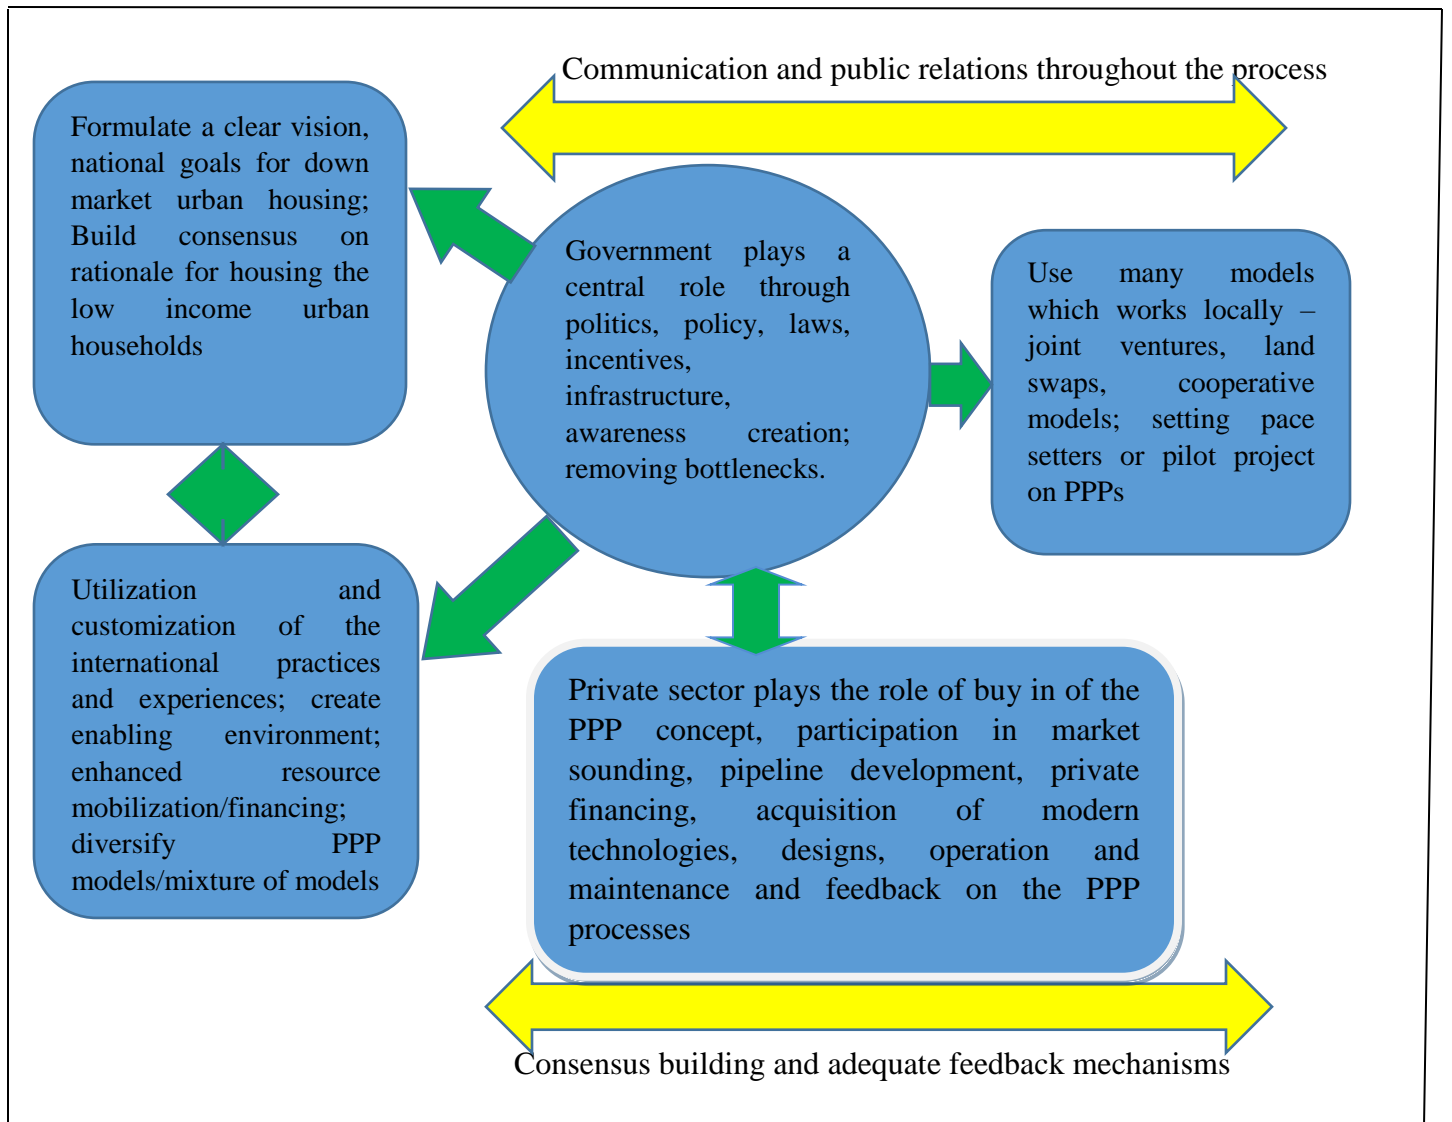 Communication and public relations throughout the process
Formulate a clear vision,
national goals for down
market urban housing;
Build consensus on
rationale for housing the
low income urban
households
Government plays a
central role through
politics, policy, laws,
incentives,
infrastructure,
awareness creation;
removing bottlenecks.
Use many models
which works locally –
joint ventures, land
swaps, cooperative
models; setting pace
setters or pilot project
on PPPs
Utilization and
customization of the
international practices
and experiences; create
enabling environment;
enhanced resource
mobilization/financing;
diversify PPP
models/mixture of models
Private sector plays the role of buy in of the
PPP concept, participation in market
sounding, pipeline development, private
financing, acquisition of modern
technologies, designs, operation and
maintenance and feedback on the PPP
processes
Consensus building and adequate feedback mechanisms